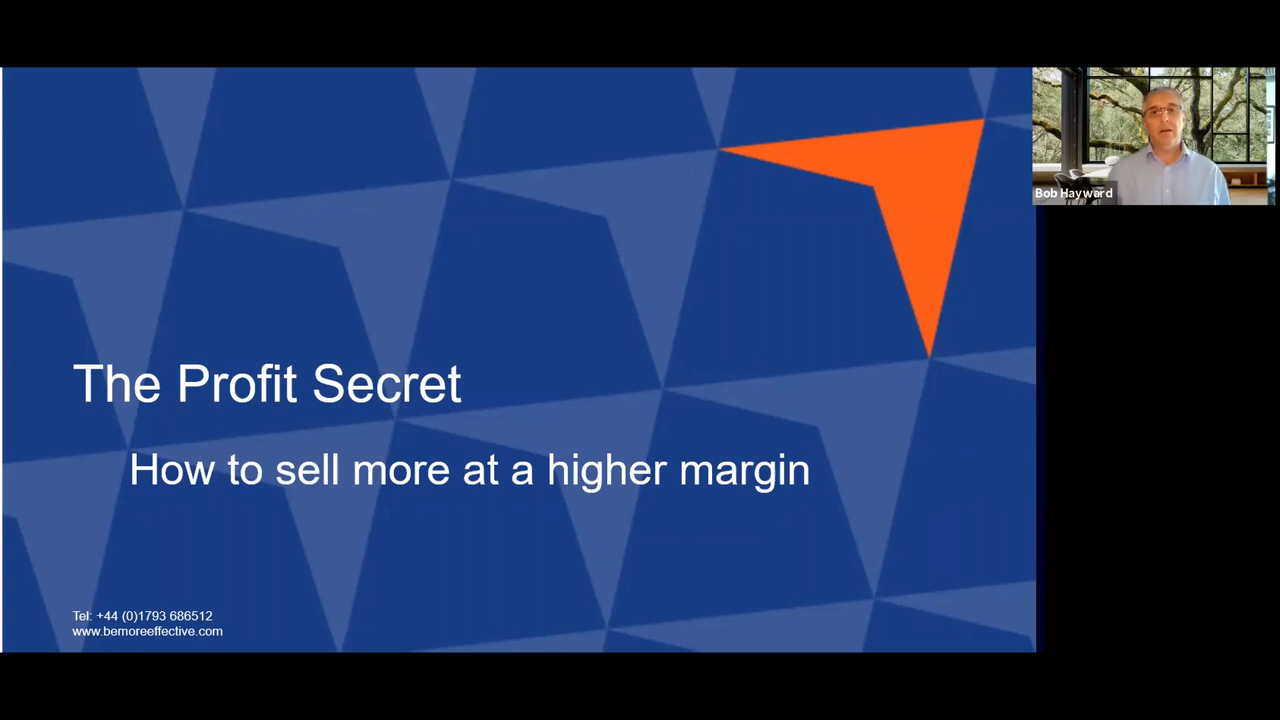 Bob Hayward
The Profit Secret
How to sell more at a higher margin
Tel: +44 (0)1793 686512
www.bemoreeffective.com